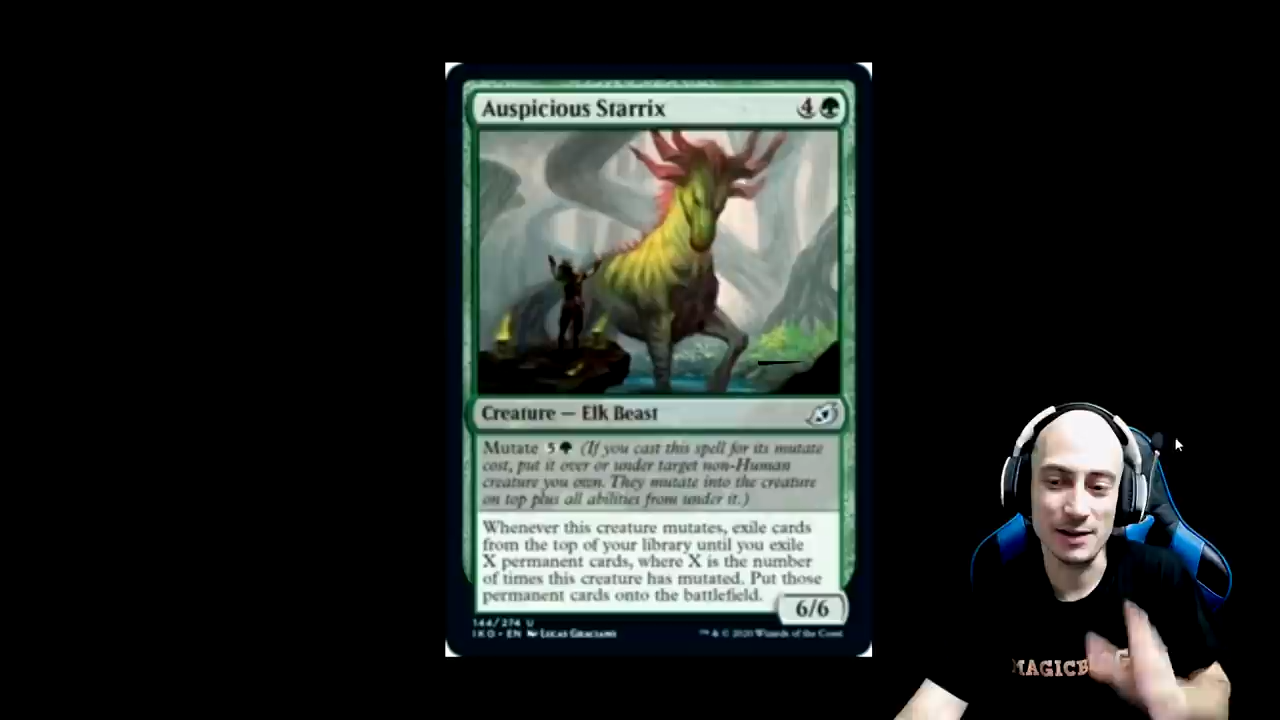 Auspicious Starrix 4
Creature — Elk Beast
Mutate 5 (If you cast this spell for its mutate
cost, put it over or under target non-Human
creature you own. They mutate into the creature
on top plus all abilities from under it.)
Whenever this creature mutates, exile cards
from the top of your library until you exile
X permanent cards, where X is the number
of times this creature has mutated. Put those
permanent cards onto the battlefield.
6/6
144/274 U
IKO • EN Lucas Graciano ™ & © 2020 Wizards of the Coast
MAGICB